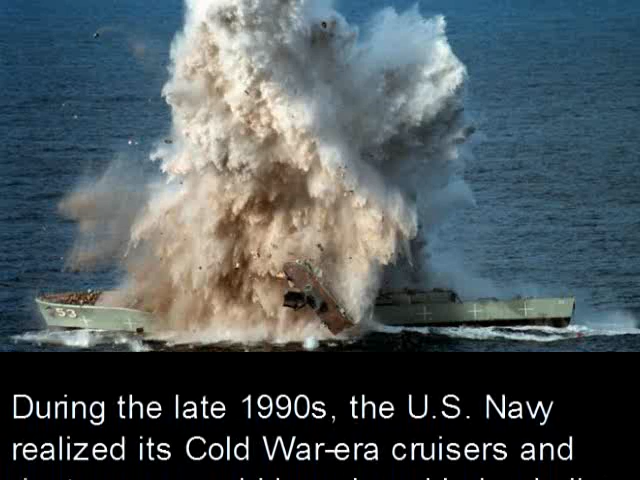 53
During the late 1990s, the U.S. Navy
realized its Cold War-era cruisers and